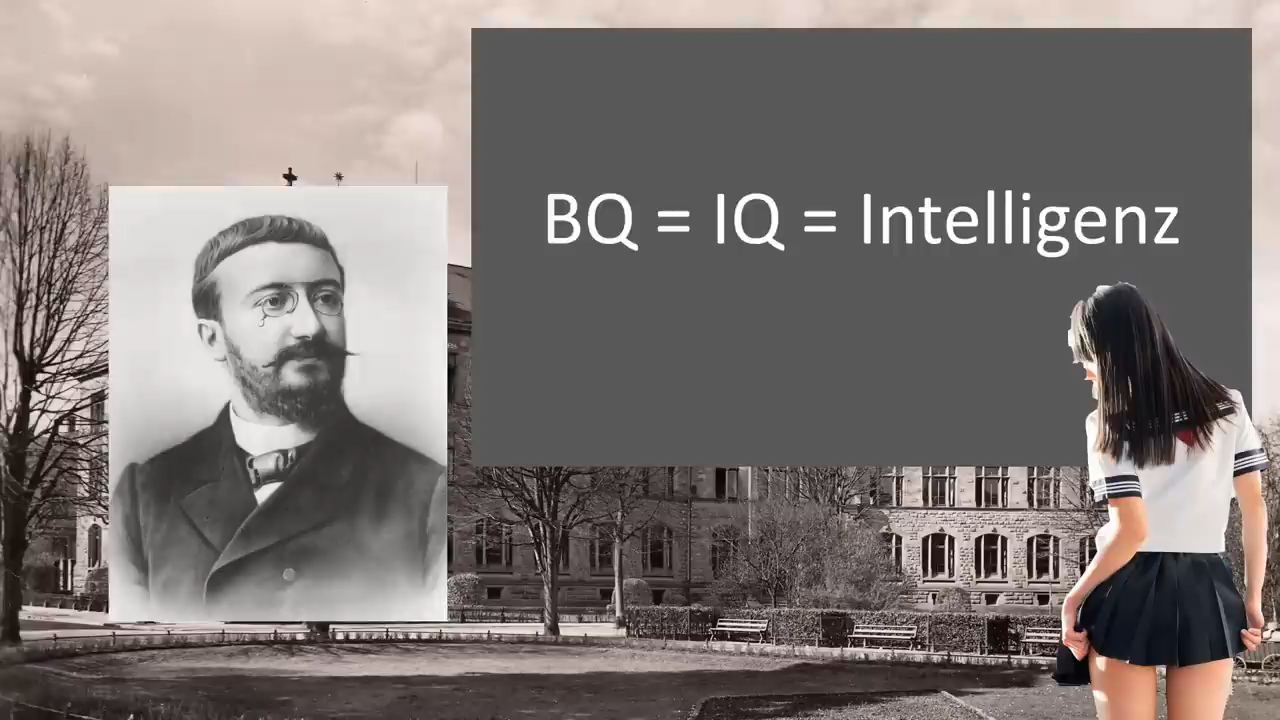 BQ = IQ = Intelligenz